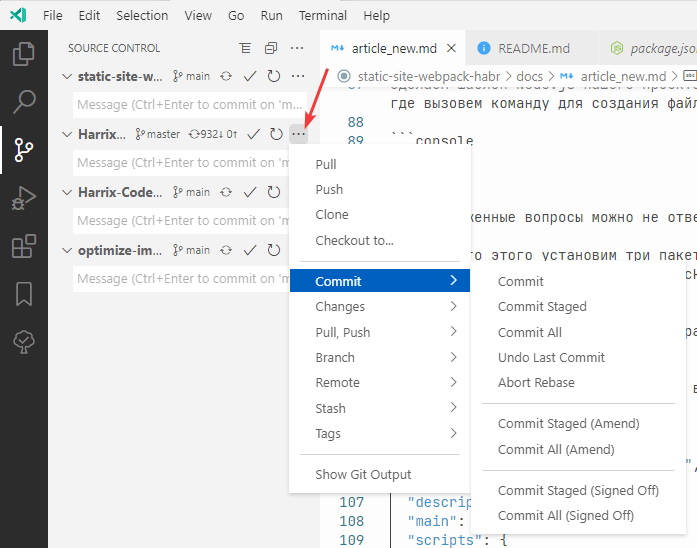 File Edit Selection View Go Run Terminal Help
SOURCE CONTROL
static-site-w... main
Message (Ctrl+Enter to commit on 'm...
Harrix... master 932↓ 0↑
Message (Ctrl+Enter to commit on 'm...
Harrix-Code... main
Message (Ctrl+Enter to commit on 'm...
optimize-im... main
Message (Ctrl+Enter to commit on 'm...
Pull
Push
Clone
Checkout to...
Commit
Changes
Pull, Push
Branch
Remote
Stash
Tags
Show Git Output
Commit
Commit Staged
Commit All
Undo Last Commit
Abort Rebase
Commit Staged (Amend)
Commit All (Amend)
Commit Staged (Signed Off)
Commit All (Signed Off)
article_new.md README.md package.jso
static-site-webpack-habr › docs › article_new.md ›
где вызовем команду для создания файл
88
89 ```console
енные вопросы можно не отве
о этого установим три пакет
107 "descrip
108 "main":
109 "scripts": {